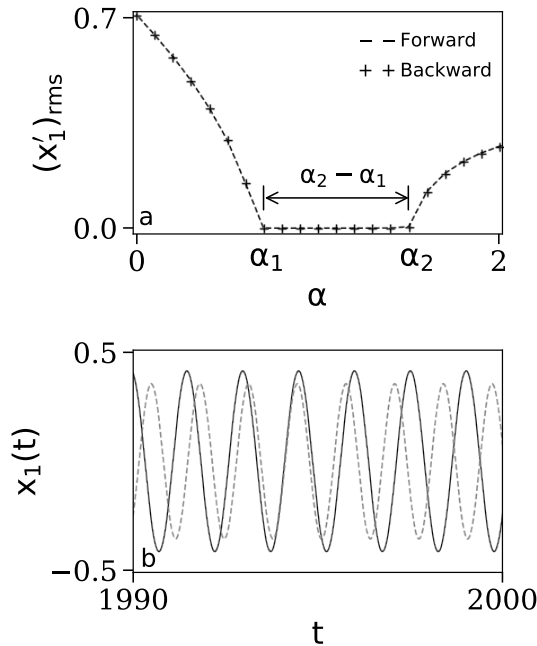 0.7
(x′₁)rms
0.0
Forward
Backward
α₂ − α₁
a
0
α₁
α₂
2
α
0.5
x₁(t)
−0.5
b
1990
2000
t